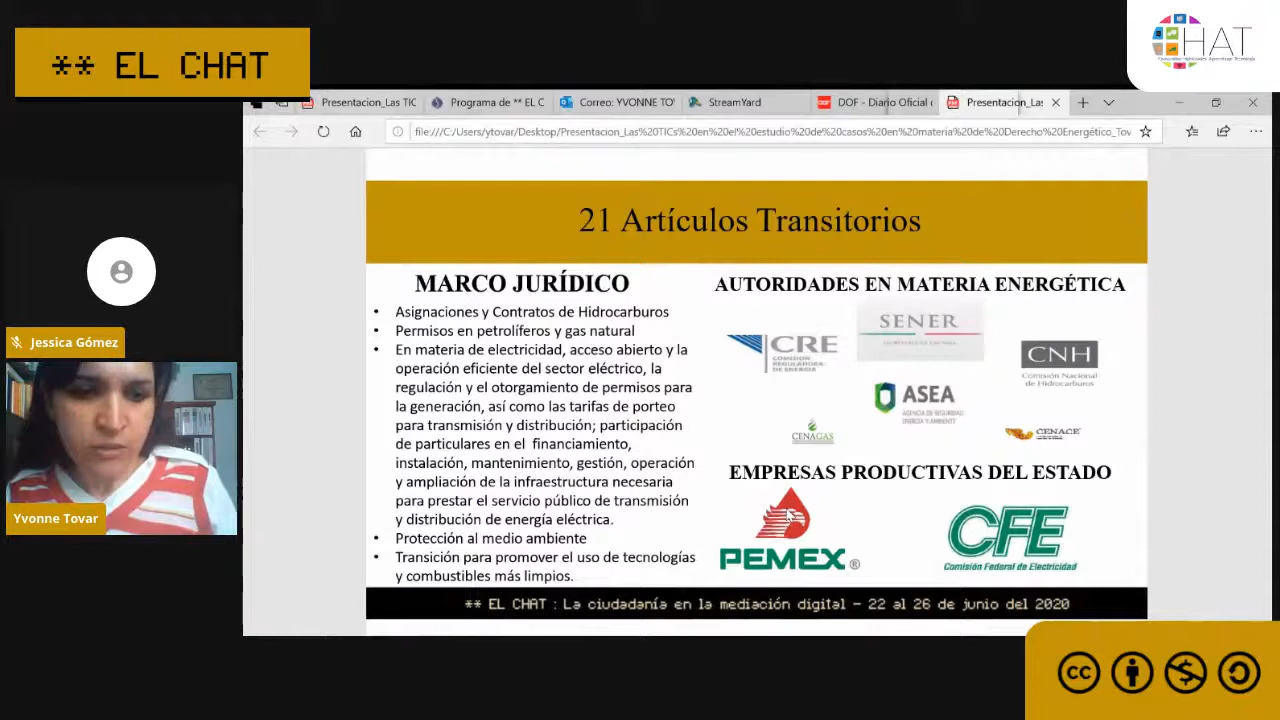 ** EL CHAT
HAT
Presentacion_Las TIC
Programa de ** EL C
Correo: YVONNE TO
StreamYard
DOF - Diario Oficial
Presentacion_Las
file:///C:/Users/ytovar/Desktop/Presentacion_Las%20TICs%20en%20el%20estudio%20de%20casos%20en%20materia%20de%20Derecho%20Energético_Tov
21 Artículos Transitorios
MARCO JURÍDICO
• Asignaciones y Contratos de Hidrocarburos
• Permisos en petrolíferos y gas natural
• En materia de electricidad, acceso abierto y la
operación eficiente del sector eléctrico, la
regulación y el otorgamiento de permisos para
la generación, así como las tarifas de porteo
para transmisión y distribución; participación
de particulares en el financiamiento,
instalación, mantenimiento, gestión, operación
y ampliación de la infraestructura necesaria
para prestar el servicio público de transmisión
y distribución de energía eléctrica.
• Protección al medio ambiente
• Transición para promover el uso de tecnologías
y combustibles más limpios.
AUTORIDADES EN MATERIA ENERGÉTICA
SENER
CRE
COMISIÓN
REGULADORA
DE ENERGÍA
CNH
Comisión Nacional
de Hidrocarburos
ASEA
CENAGAS
CENACE
EMPRESAS PRODUCTIVAS DEL ESTADO
PEMEX®
CFE
Comisión Federal de Electricidad
** EL CHAT : La ciudadanía en la mediación digital – 22 al 26 de junio del 2020
Jessica Gómez
Yvonne Tovar
cc